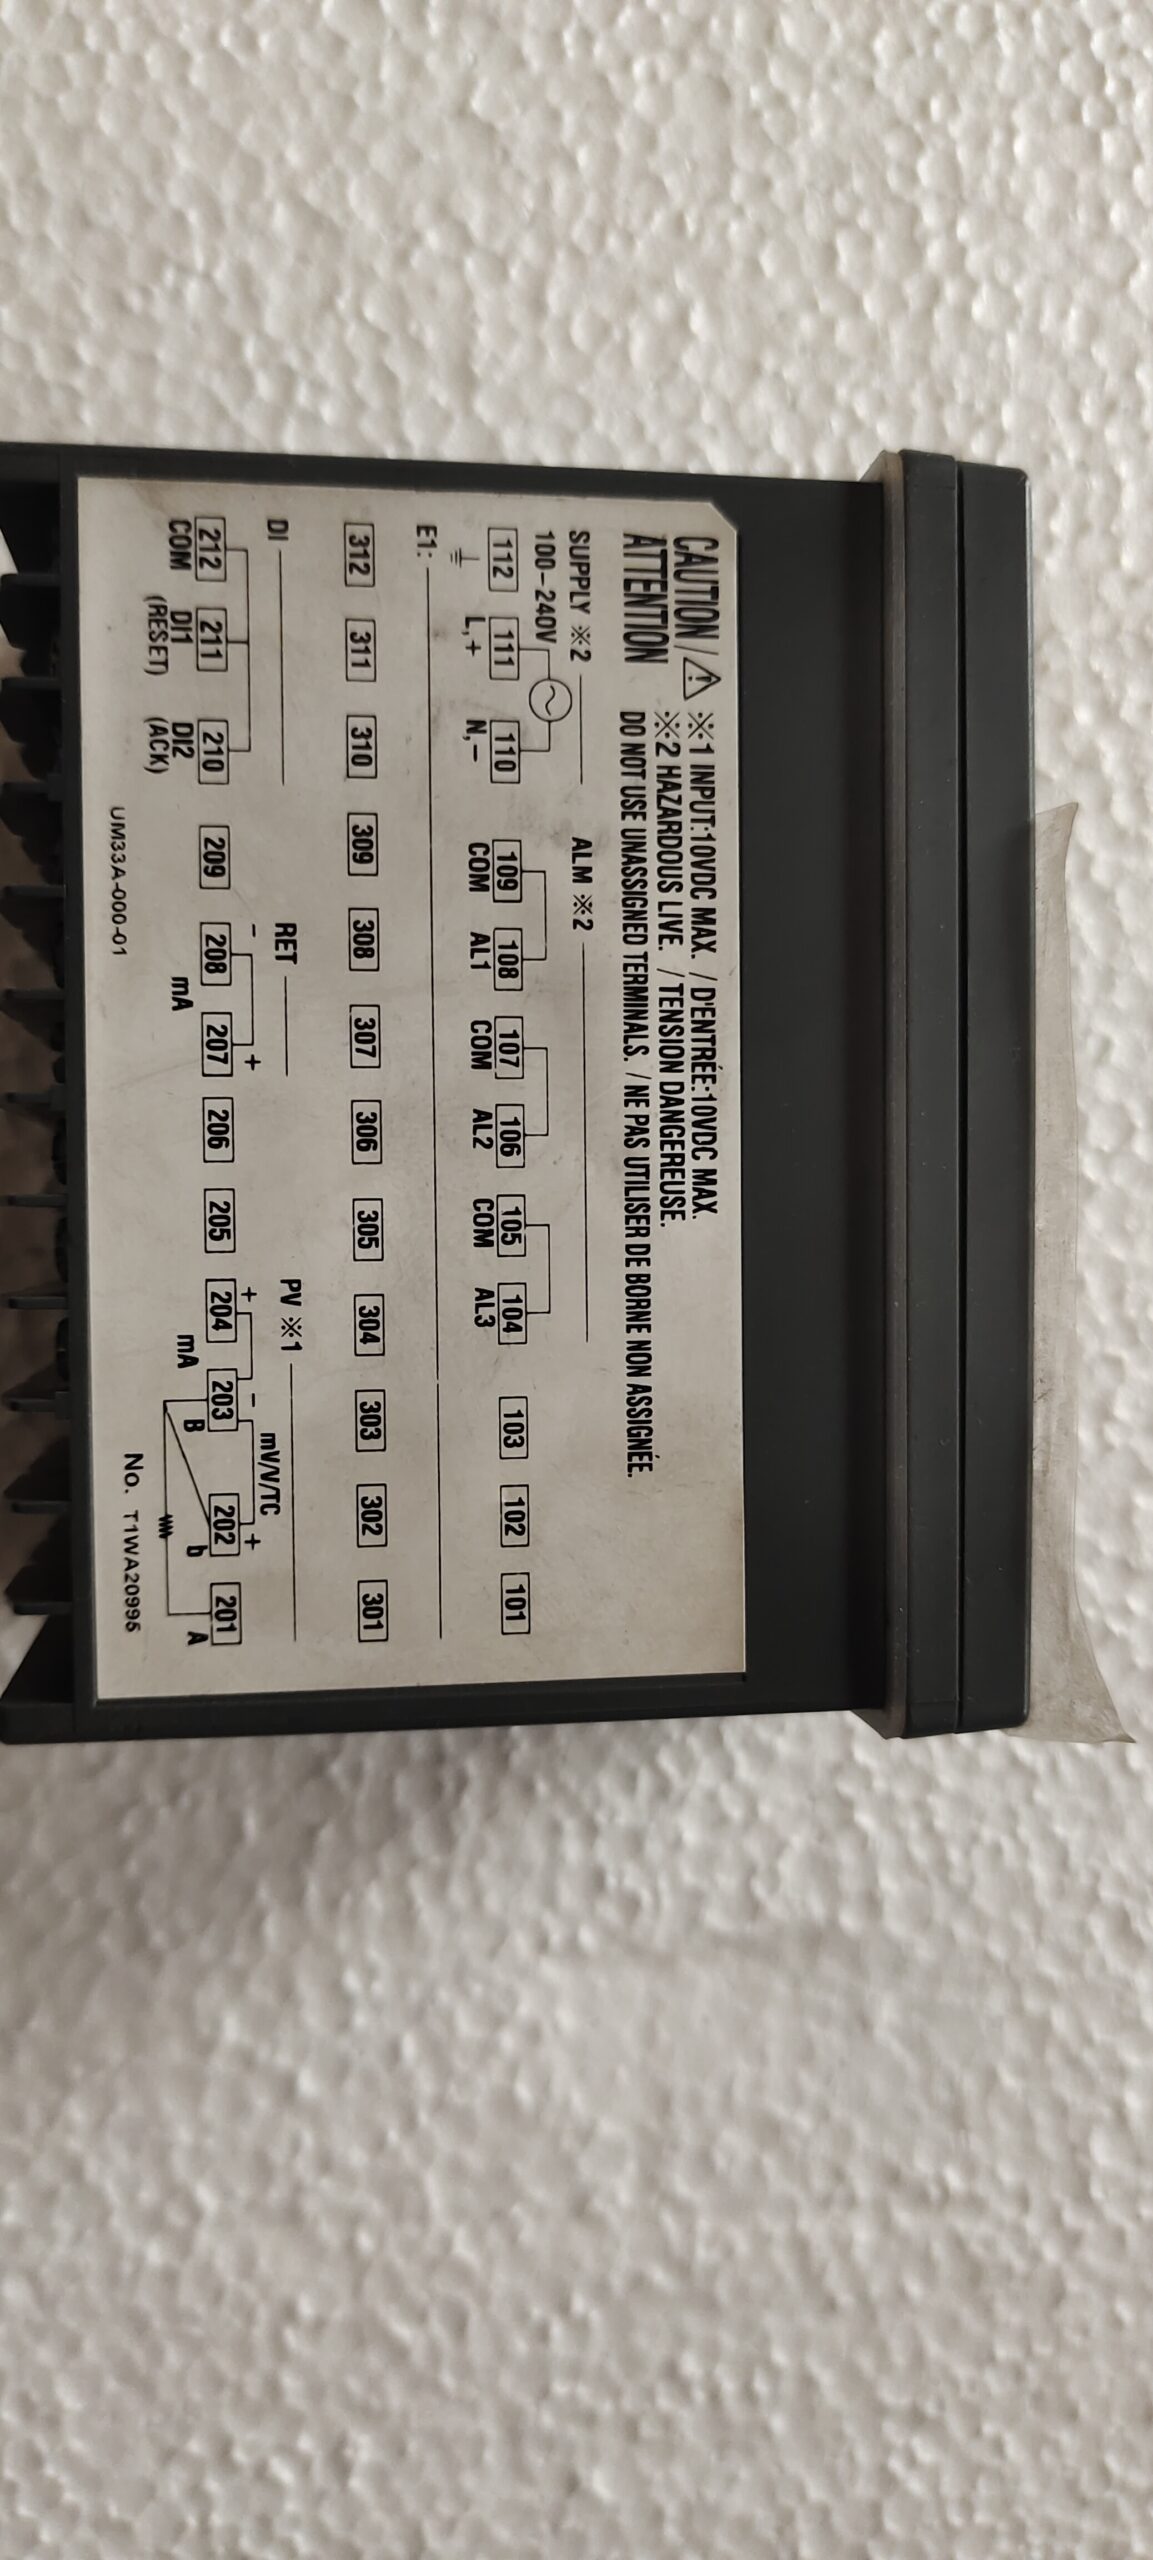 CAUTION/⚠ ※1 INPUT:10VDC MAX. / D'ENTRÉE:10VDC MAX.
ATTENTION ※2 HAZARDOUS LIVE. / TENSION DANGEREUSE.
DO NOT USE UNASSIGNED TERMINALS. / NE PAS UTILISER DE BORNE NON ASSIGNÉE.
SUPPLY ※2 ALM ※2
100-240V
112 111 110 109 108 107 106 105 104 103 102 101
L,+ N,- COM AL1 COM AL2 COM AL3
E1:
312 311 310 309 308 307 306 305 304 303 302 301
DI RET PV ※1
mV/V/TC
- + + - +
212 211 210 209 208 207 206 205 204 203 202 201
COM DI1 DI2 mA mA B b A
(RESET) (ACK)
UM33A-000-01 No. T1WA20995